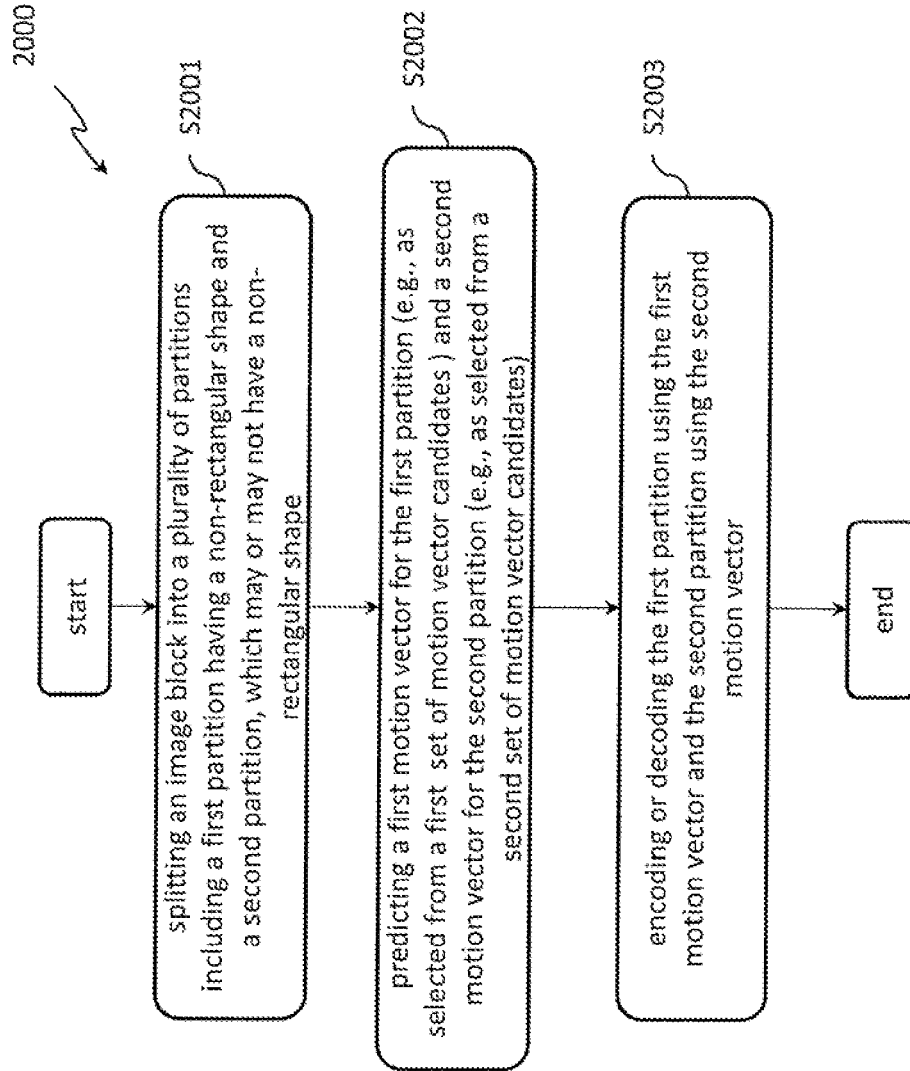 2000
start
S2001
splitting an image block into a plurality of partitions
including a first partition having a non-rectangular shape and
a second partition, which may or may not have a non-
rectangular shape
S2002
predicting a first motion vector for the first partition (e.g., as
selected from a first set of motion vector candidates ) and a second
motion vector for the second partition (e.g., as selected from a
second set of motion vector candidates)
S2003
encoding or decoding the first partition using the first
motion vector and the second partition using the second
motion vector
end